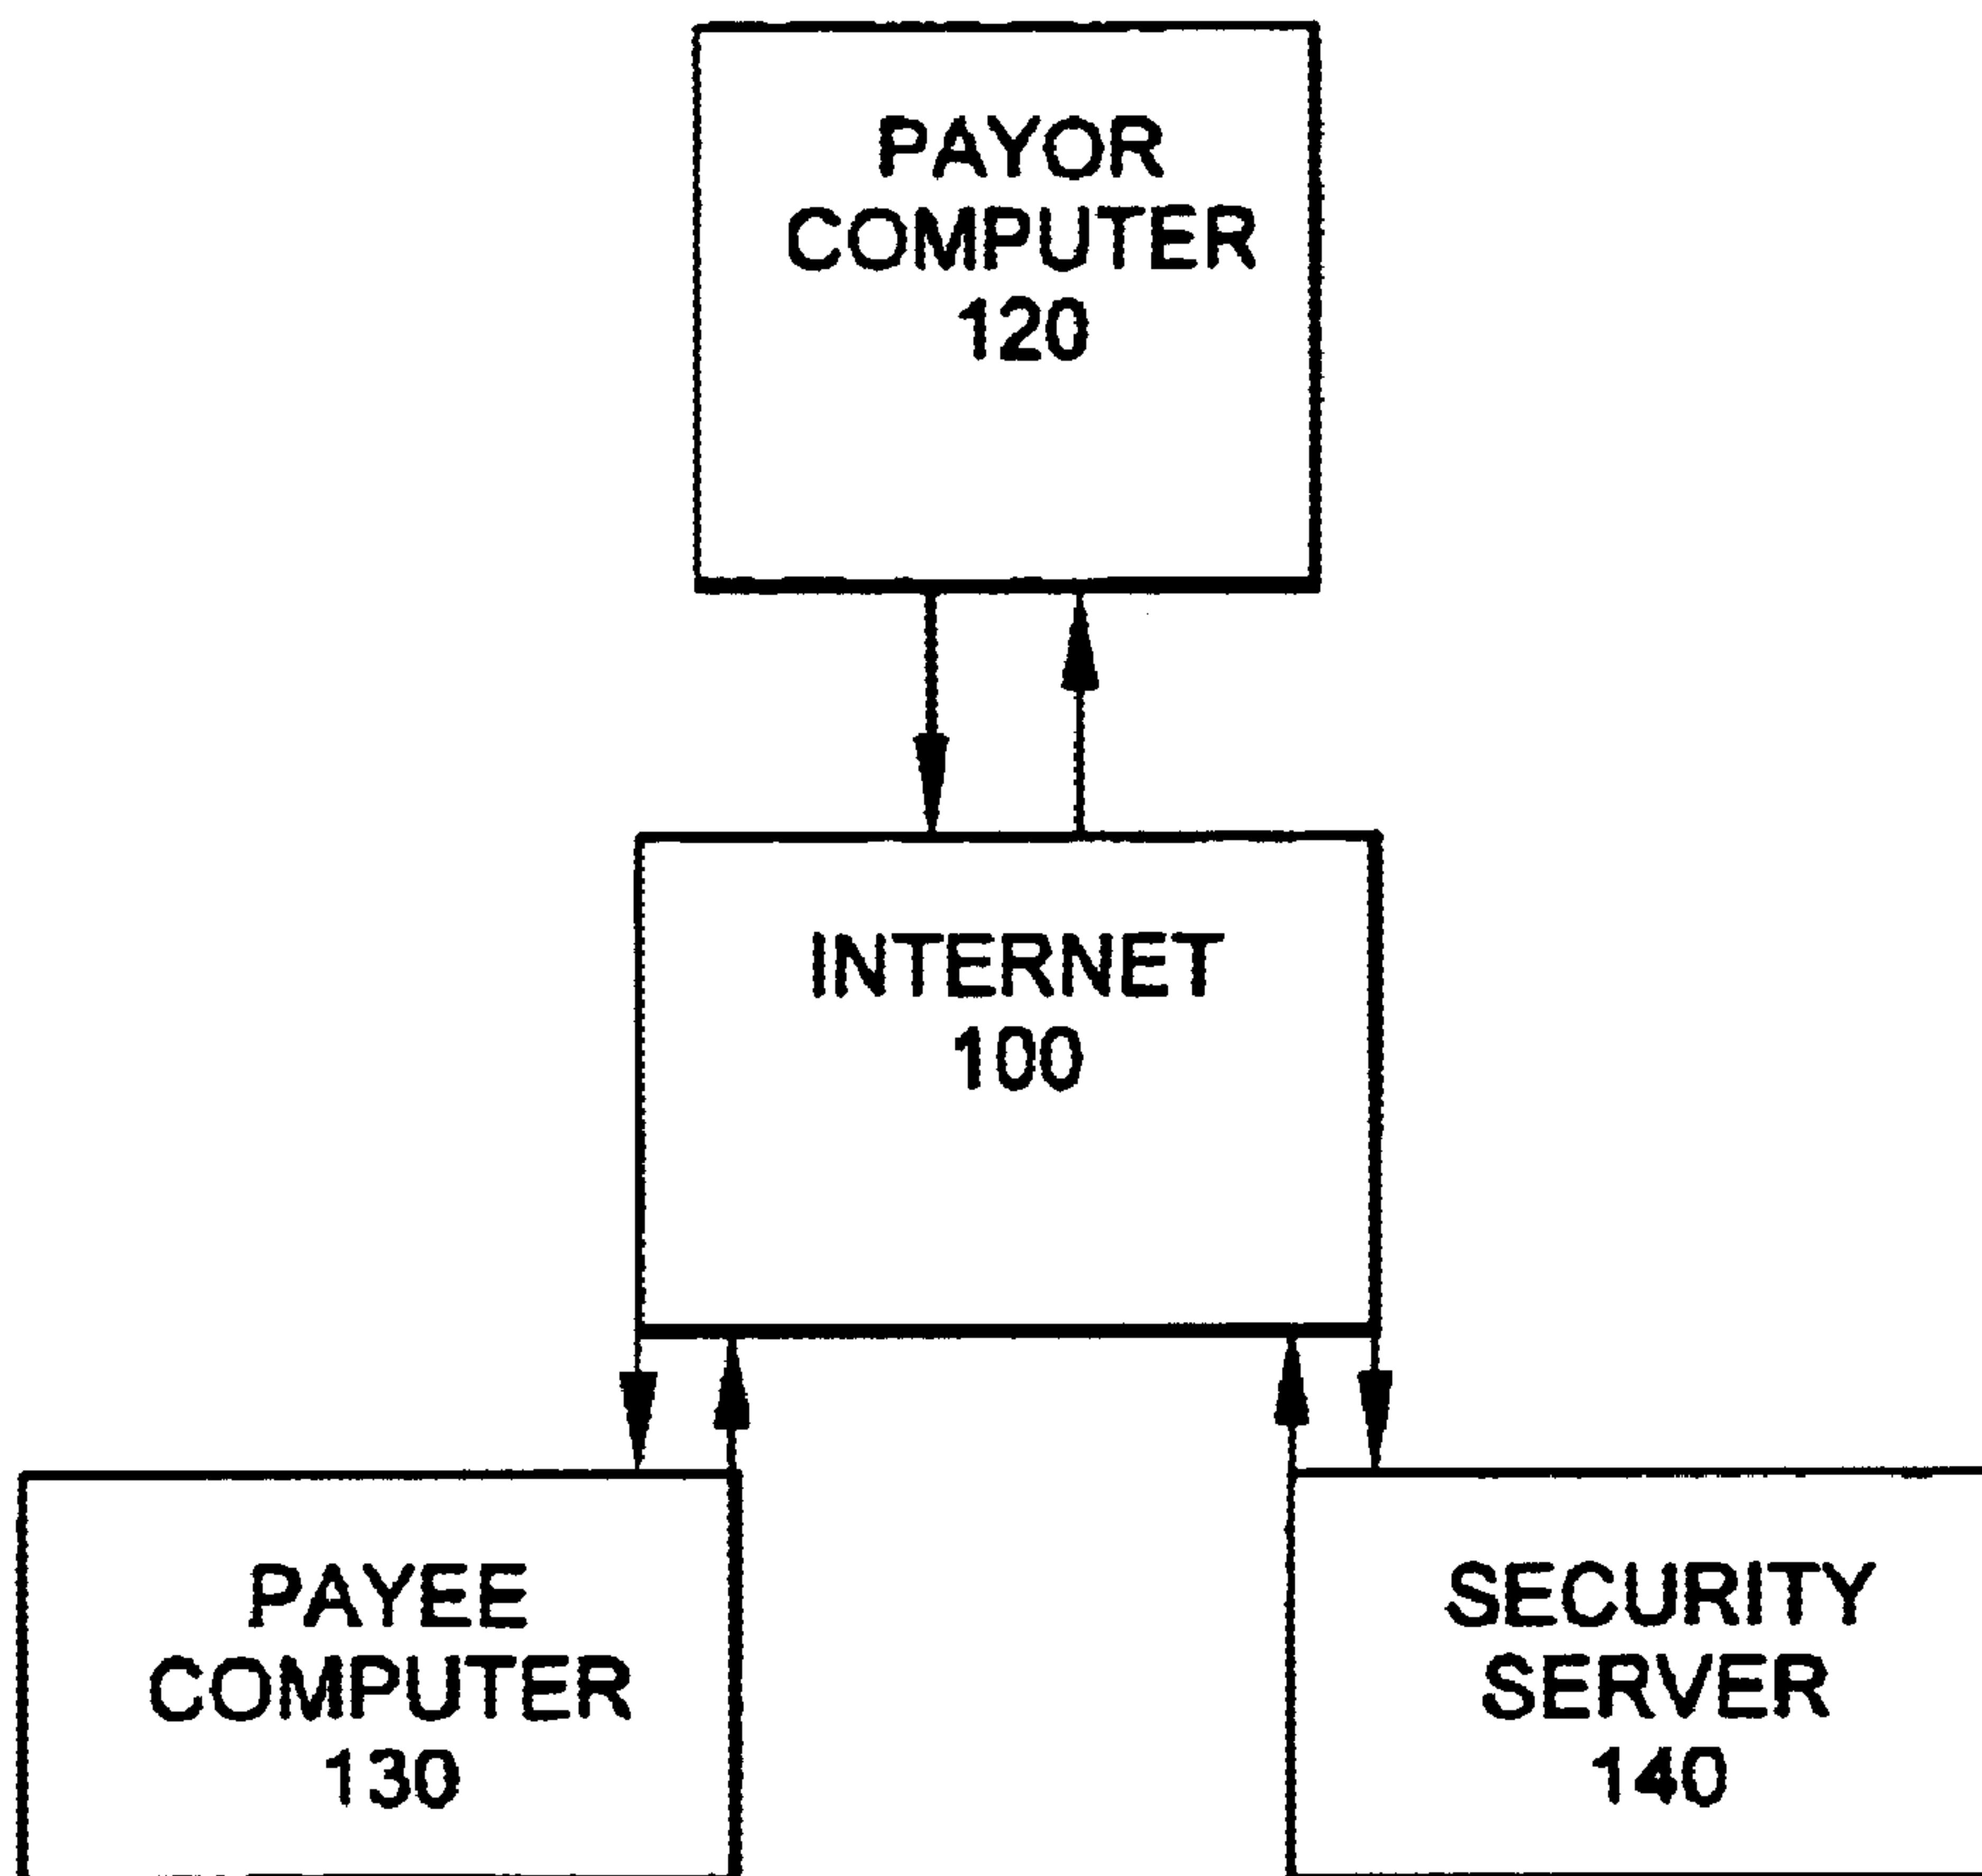 PAYOR
COMPUTER
120
INTERNET
100
PAYEE
COMPUTER
130
SECURITY
SERVER
140